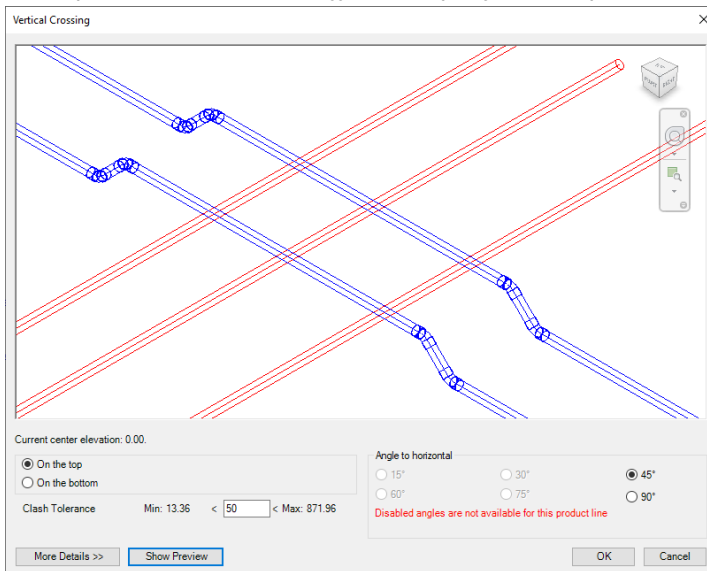 Vertical Crossing
Current center elevation: 0.00.
On the top
On the bottom
Clash Tolerance Min: 13.36 < 50 < Max: 871.96
Angle to horizontal
15° 30° 45°
60° 75° 90°
Disabled angles are not available for this product line
More Details >> Show Preview OK Cancel